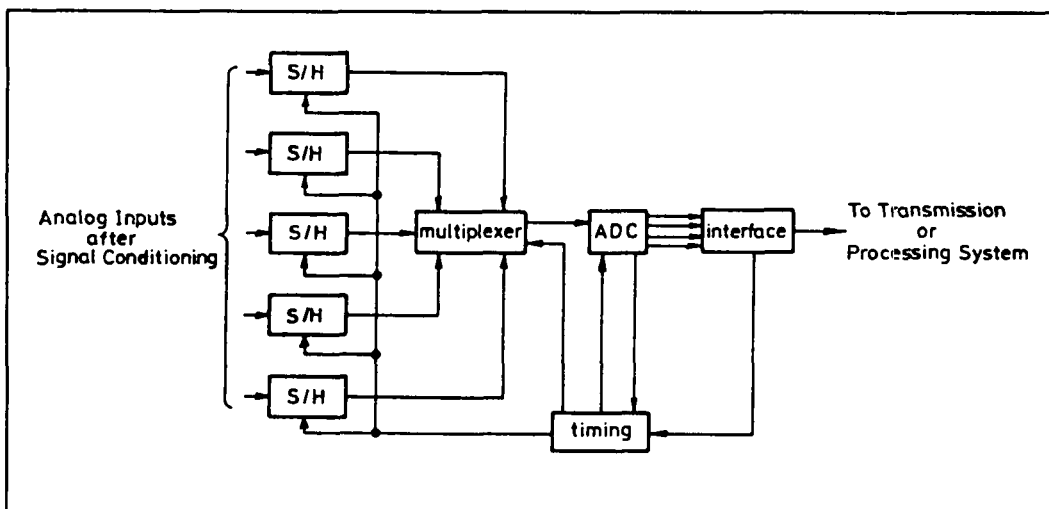 S/H
S/H
S/H
S/H
S/H
Analog Inputs
after
Signal Conditioning
multiplexer
ADC
interface
To Transmission
or
Processing System
timing